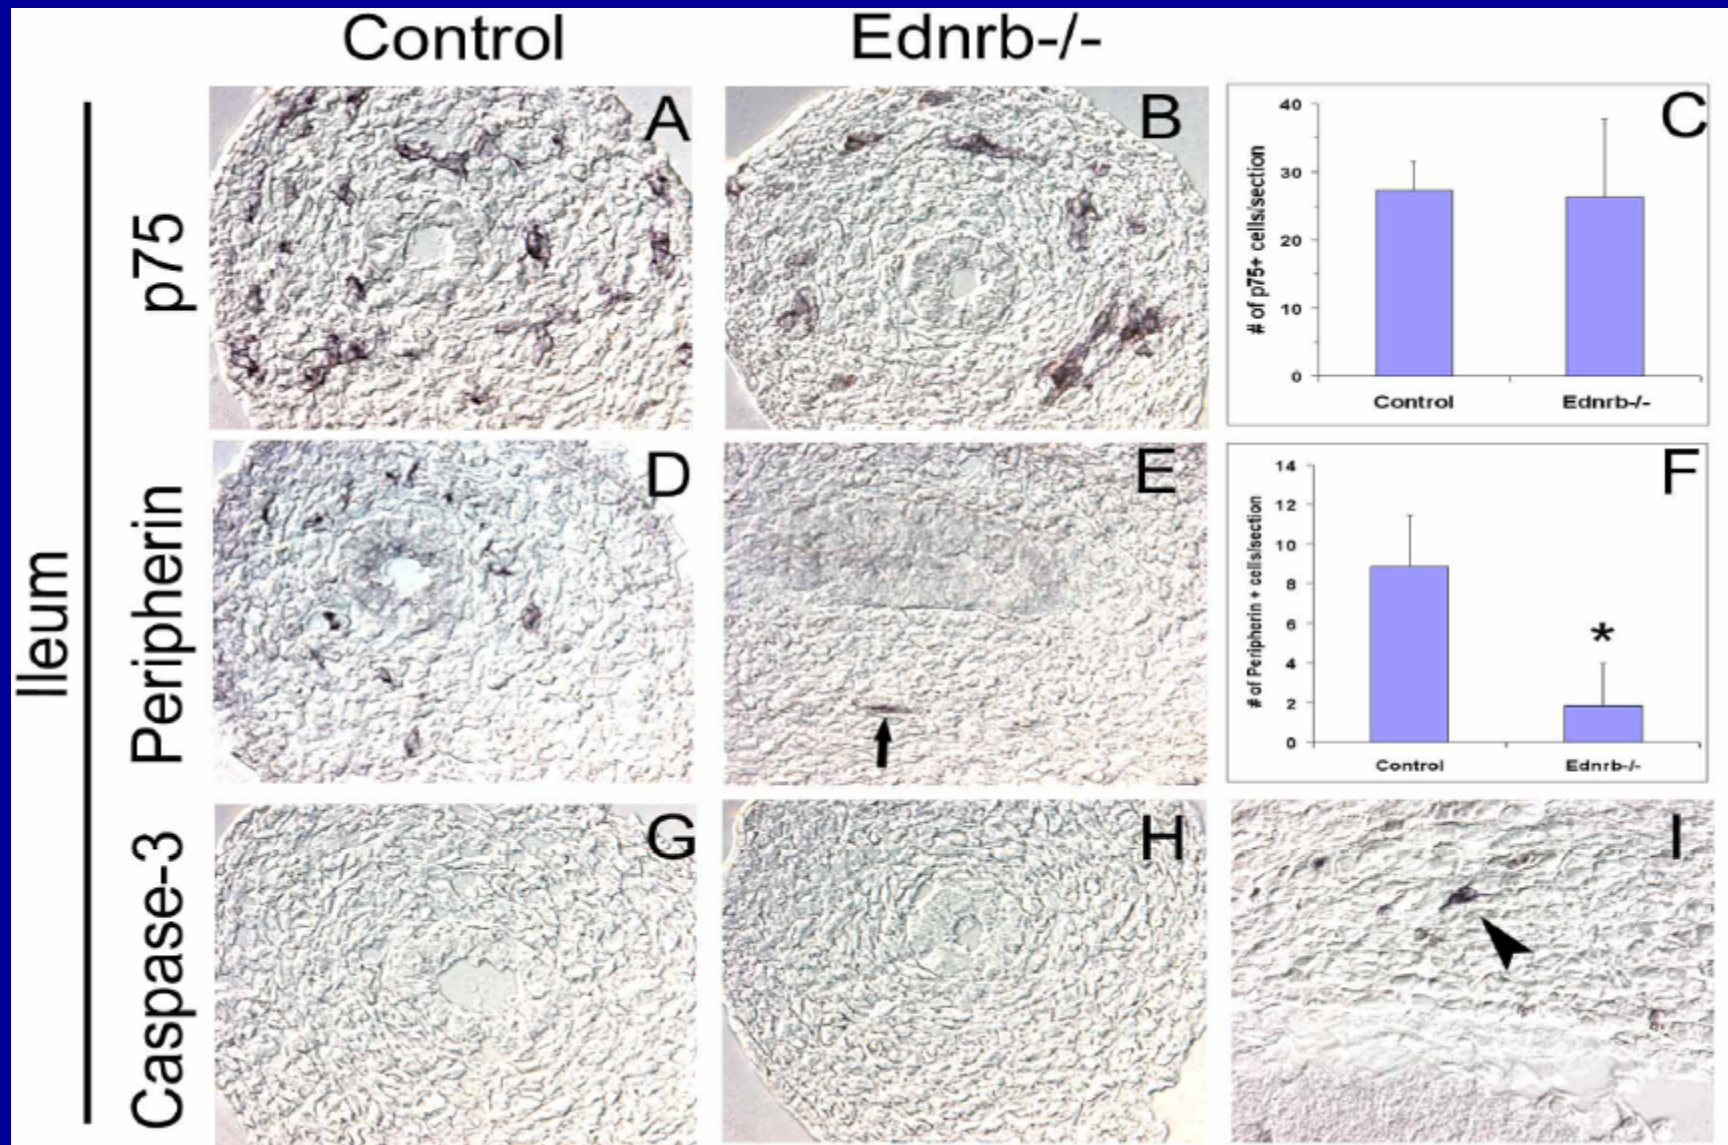 Control
Ednrb-/-
Ileum
p75
A
B
C
# of p75+ cells/section
40
30
20
10
0
Control
Ednrb-/-
Peripherin
D
E
F
# of Peripherin + cells/section
14
12
10
8
6
4
2
0
*
Control
Ednrb-/-
Caspase-3
G
H
I